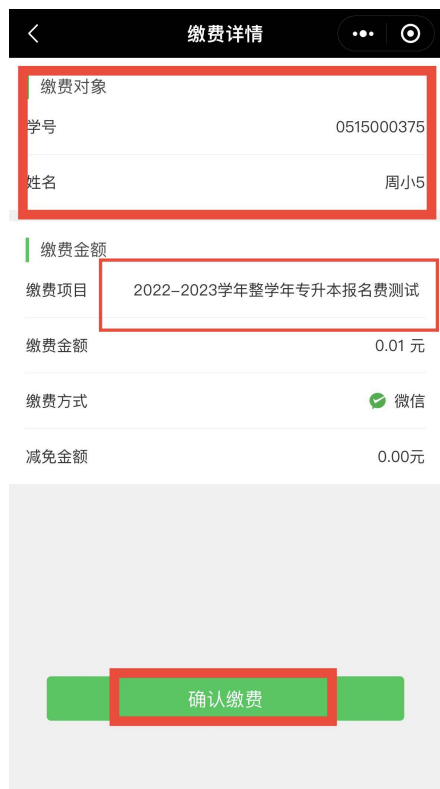 缴费详情
缴费对象
学号 0515000375
姓名 周小5
缴费金额
缴费项目 2022-2023学年整学年专升本报名费测试
缴费金额 0.01 元
缴费方式 微信
减免金额 0.00元
确认缴费